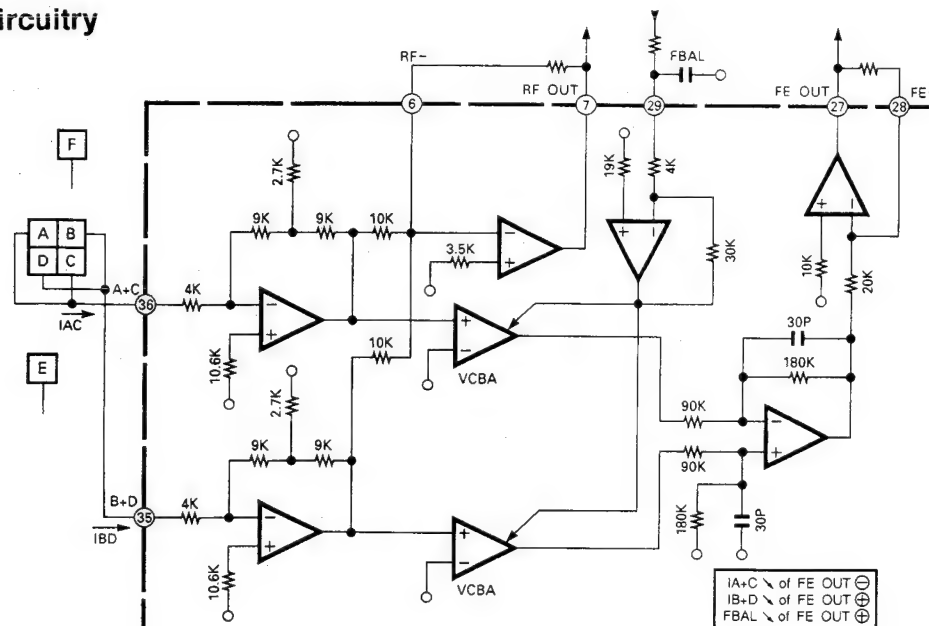 ircuitry
RF-
RF OUT
FBAL
FE OUT
FE
6
7
29
27
28
F
A B
D C
A+C
36
IAC
E
B+D
35
IBD
2.7K
9K
9K
10K
4K
10.6K
3.5K
10K
VCBA
19K
4K
30K
10K
20K
30P
180K
90K
90K
180K
30P
2.7K
9K
9K
4K
10.6K
VCBA
IA+C ↘ of FE OUT ⊖
IB+D ↘ of FE OUT ⊕
FBAL ↘ of FE OUT ⊕